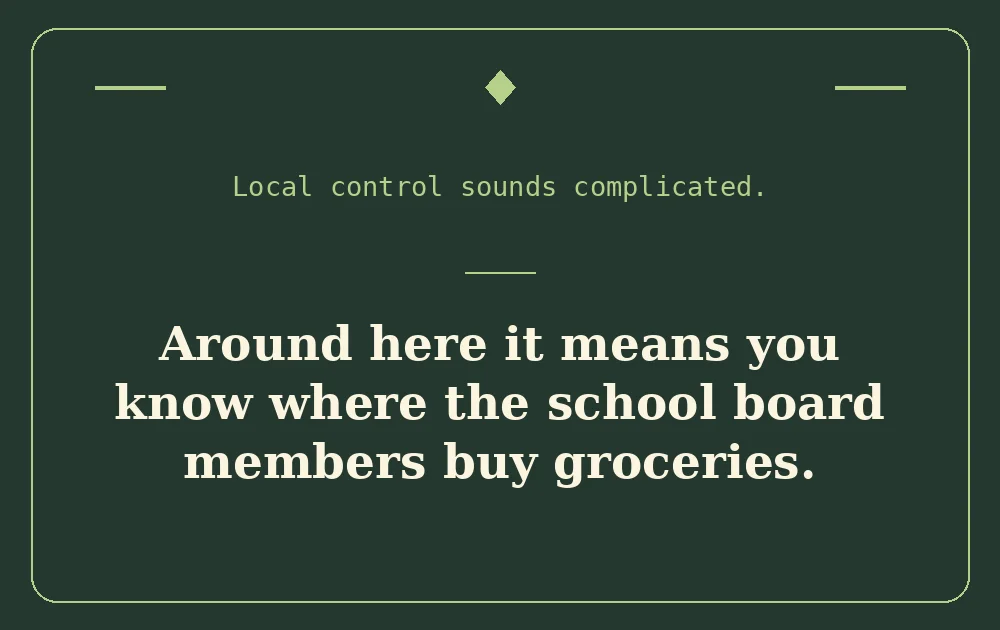 Local control sounds complicated.
Around here it means you
know where the school board
members buy groceries.